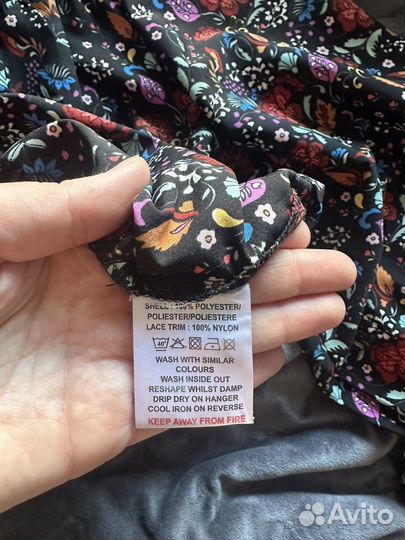 SHELL : 100% POLYESTER/
POLIESTER/POLIESTERE
LACE TRIM : 100% NYLON
40°
WASH WITH SIMILAR
COLOURS
WASH INSIDE OUT
RESHAPE WHILST DAMP
DRIP DRY ON HANGER
COOL IRON ON REVERSE
KEEP AWAY FROM FIRE
Avito